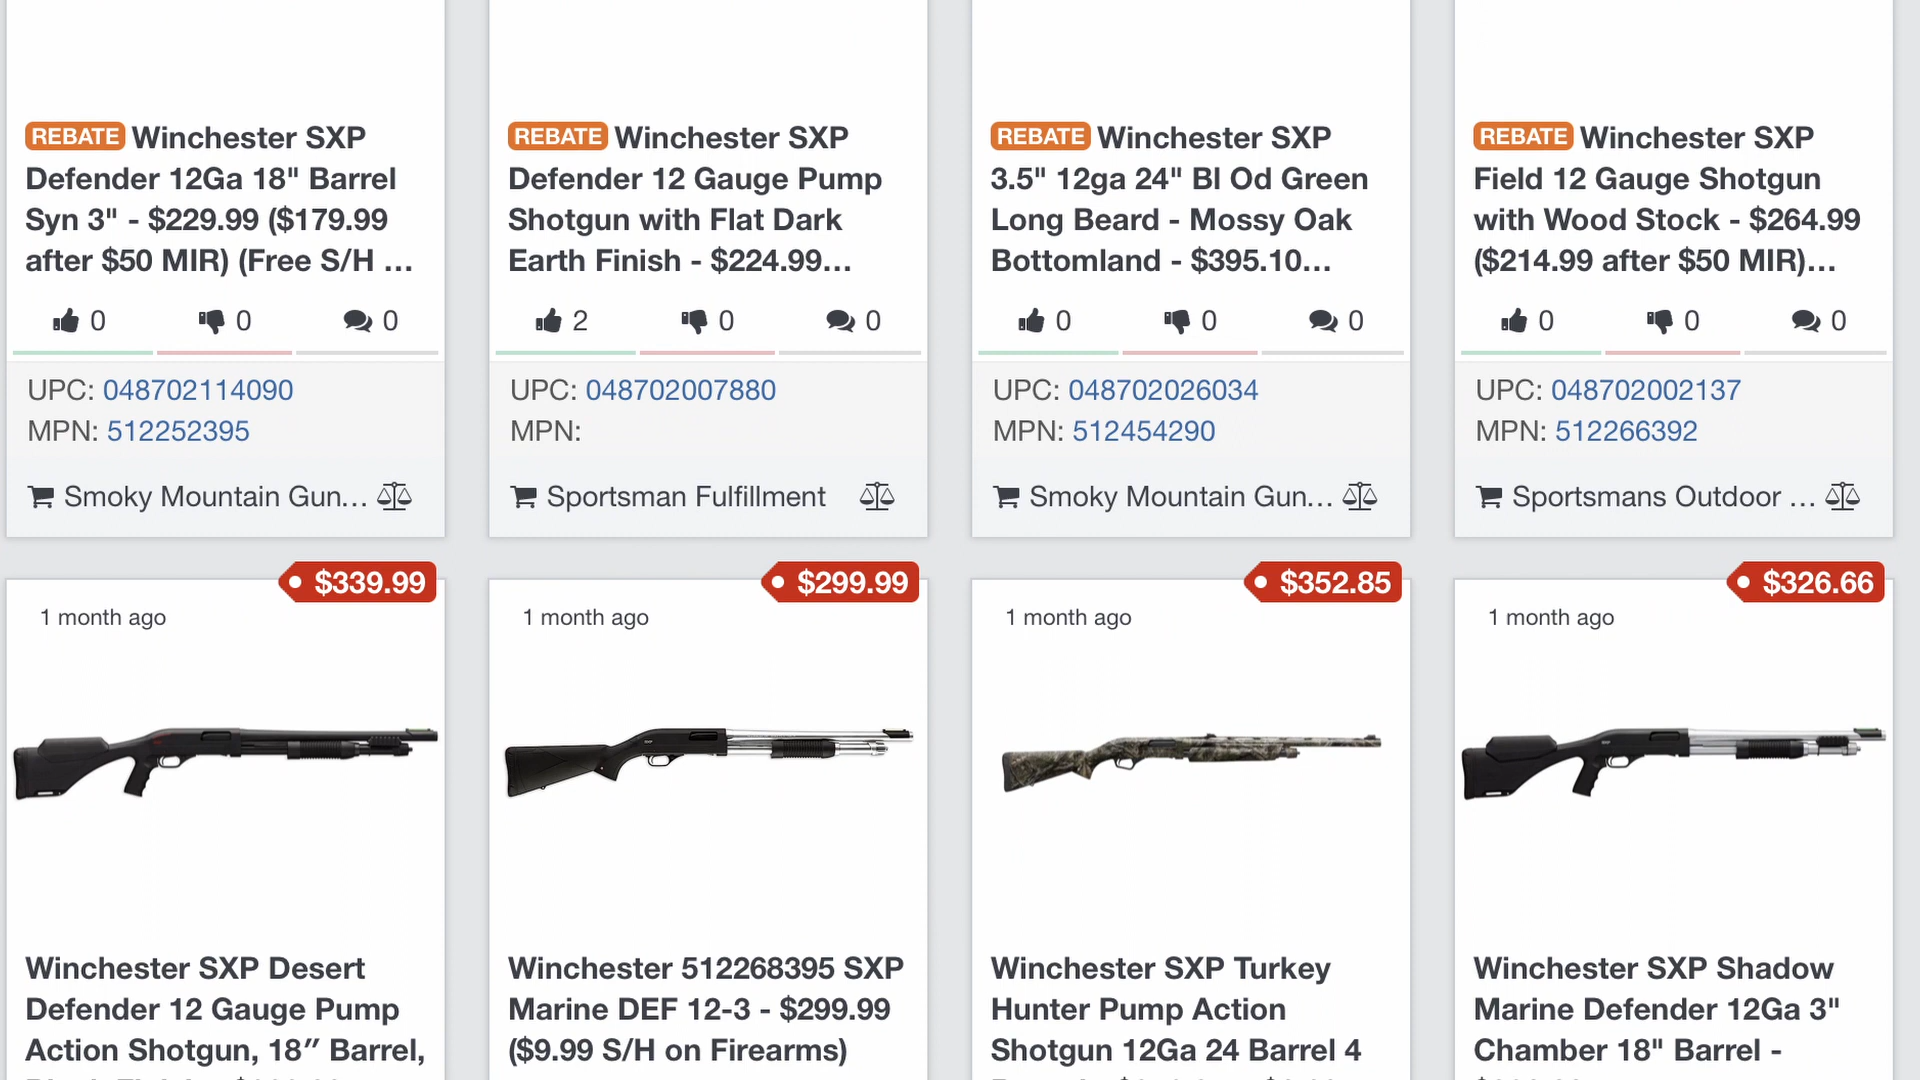 REBATE Winchester SXP
Defender 12Ga 18" Barrel
Syn 3" - $229.99 ($179.99
after $50 MIR) (Free S/H ...
0 0 0
UPC: 048702114090
MPN: 512252395
Smoky Mountain Gun...
REBATE Winchester SXP
Defender 12 Gauge Pump
Shotgun with Flat Dark
Earth Finish - $224.99...
2 0 0
UPC: 048702007880
MPN:
Sportsman Fulfillment
REBATE Winchester SXP
3.5" 12ga 24" Bl Od Green
Long Beard - Mossy Oak
Bottomland - $395.10...
0 0 0
UPC: 048702026034
MPN: 512454290
Smoky Mountain Gun...
REBATE Winchester SXP
Field 12 Gauge Shotgun
with Wood Stock - $264.99
($214.99 after $50 MIR)...
0 0 0
UPC: 048702002137
MPN: 512266392
Sportsmans Outdoor ...
$339.99
1 month ago
Winchester SXP Desert
Defender 12 Gauge Pump
Action Shotgun, 18″ Barrel,
$299.99
1 month ago
Winchester 512268395 SXP
Marine DEF 12-3 - $299.99
($9.99 S/H on Firearms)
$352.85
1 month ago
Winchester SXP Turkey
Hunter Pump Action
Shotgun 12Ga 24 Barrel 4
$326.66
1 month ago
Winchester SXP Shadow
Marine Defender 12Ga 3"
Chamber 18" Barrel -